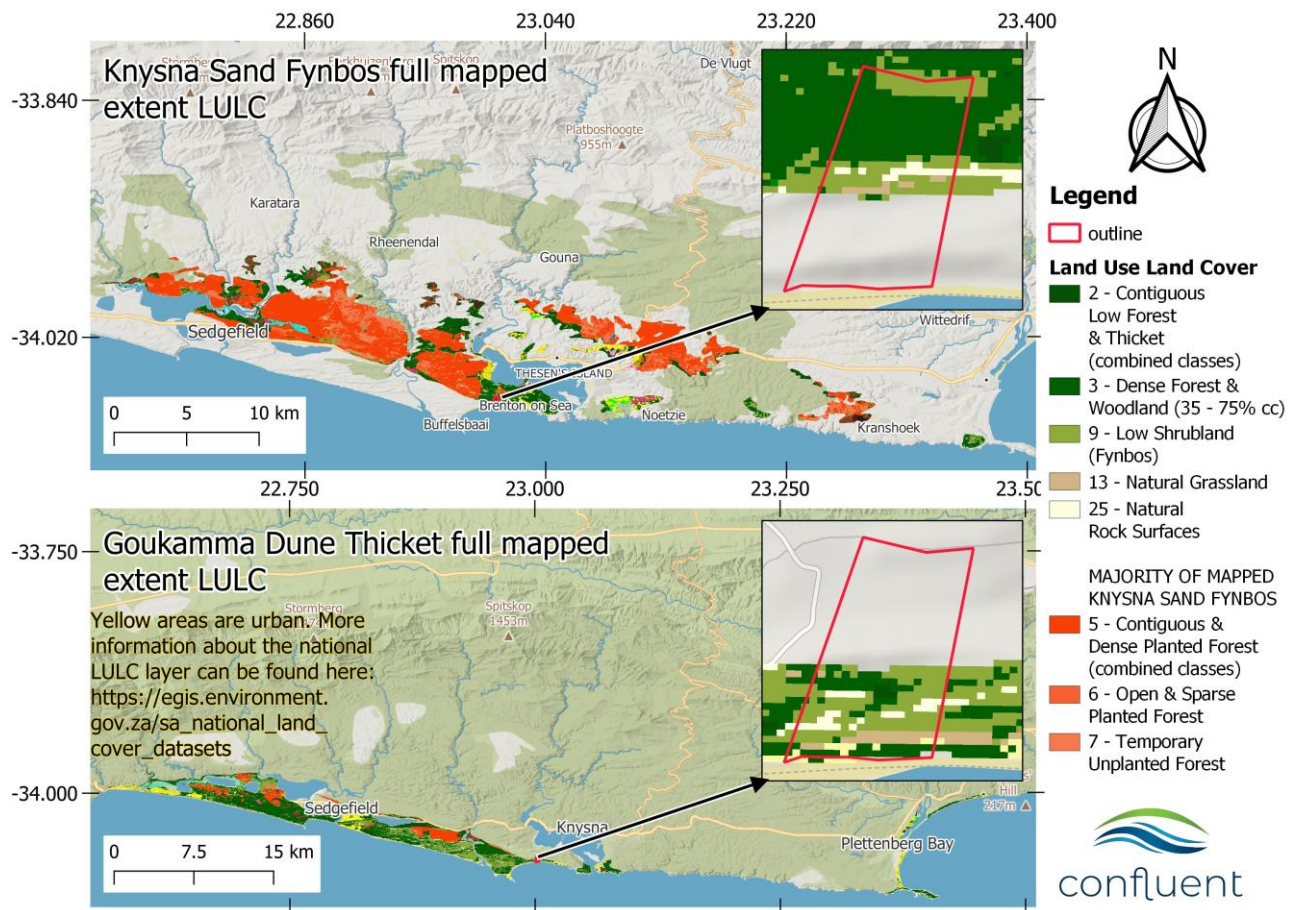 22.860 23.040 23.220 23.400
Knysna Sand Fynbos full mapped
extent LULC
Spitskop
De Vlugt
-33.840
Platboshoogte
955m
Karatara
Rheenendal
Gouna
-34.020
Sedgefield
Wittedrif
THESEN'S ISLAND
Brenton on Sea
Noetzie
Buffelsbaai
Kranshoek
0 5 10 km
22.750 23.000 23.250 23.50
Goukamma Dune Thicket full mapped
extent LULC
-33.750
Stormberg
Spitskop
1453m
Yellow areas are urban. More
information about the national
LULC layer can be found here:
https://egis.environment.
gov.za/sa_national_land_
cover_datasets
-34.000
Sedgefield
Knysna
Plettenberg Bay
Hill
217m
0 7.5 15 km
N
Legend
outline
Land Use Land Cover
2 - Contiguous
Low Forest
& Thicket
(combined classes)
3 - Dense Forest &
Woodland (35 - 75% cc)
9 - Low Shrubland
(Fynbos)
13 - Natural Grassland
25 - Natural
Rock Surfaces
MAJORITY OF MAPPED
KNYSNA SAND FYNBOS
5 - Contiguous &
Dense Planted Forest
(combined classes)
6 - Open & Sparse
Planted Forest
7 - Temporary
Unplanted Forest
confluent